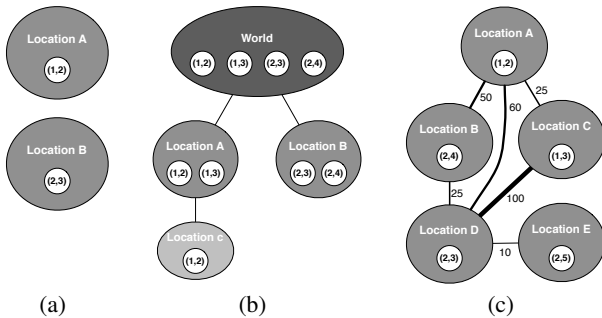 Location A
(1,2)
Location B
(2,3)
(a)
World
(1,2) (1,3) (2,3) (2,4)
Location A
(1,2) (1,3)
Location B
(2,3) (2,4)
Location c
(1,2)
(b)
Location A
(1,2)
50
60
25
Location B
(2,4)
Location C
(1,3)
25
100
Location D
(2,3)
10
Location E
(2,5)
(c)